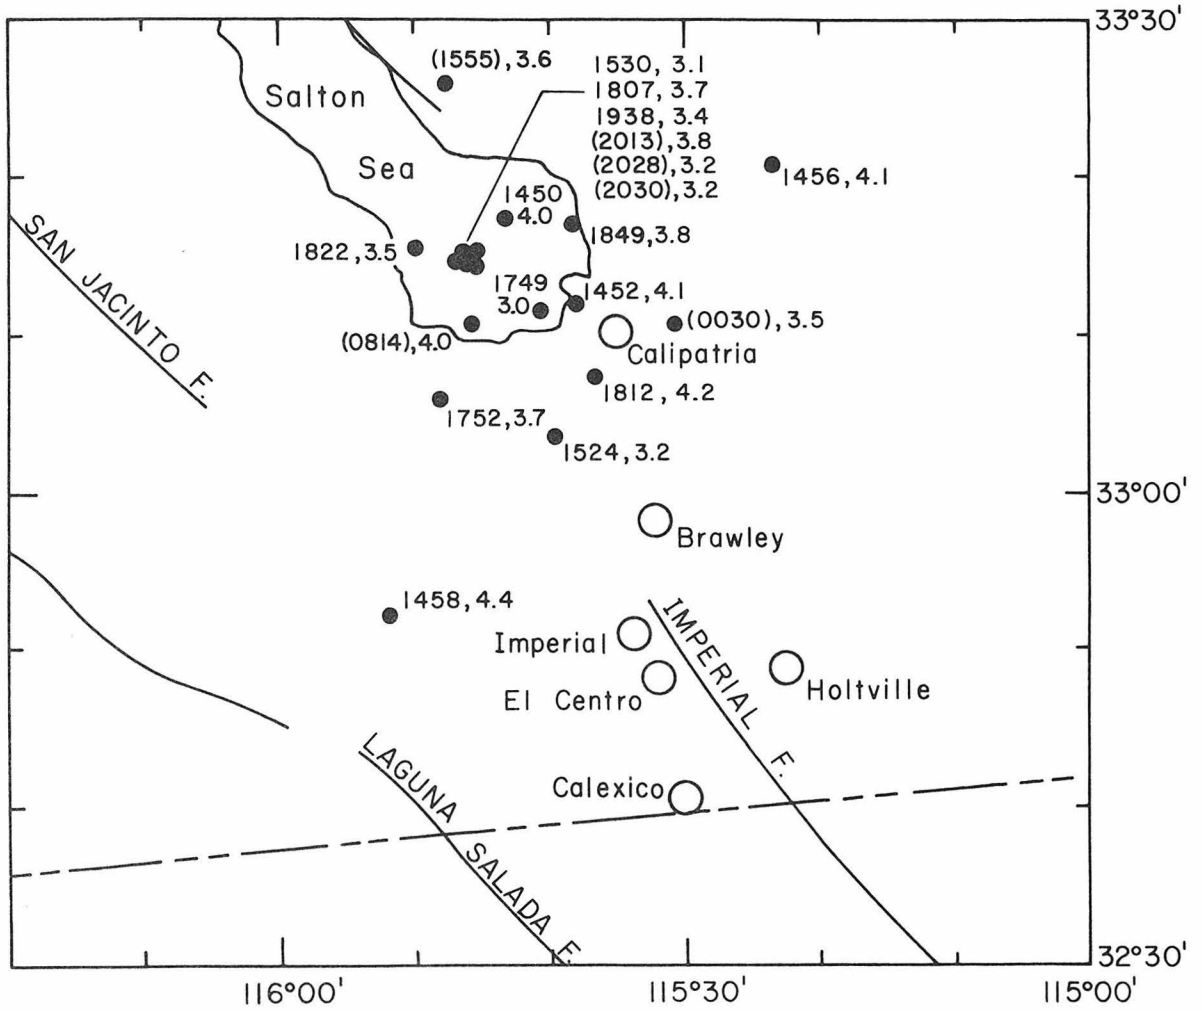 33°30'
(1555), 3.6
1530, 3.1
1807, 3.7
1938, 3.4
(2013), 3.8
(2028), 3.2
(2030), 3.2
Salton
Sea
1456, 4.1
1450
4.0
1849, 3.8
1822, 3.5
SAN JACINTO F.
1749
3.0
1452, 4.1
(0030), 3.5
(0814), 4.0
Calipatria
1812, 4.2
1752, 3.7
1524, 3.2
33°00'
Brawley
1458, 4.4
IMPERIAL F.
Imperial
El Centro
Holtville
LAGUNA SALADA F.
Calexico
32°30'
116°00'
115°30'
115°00'